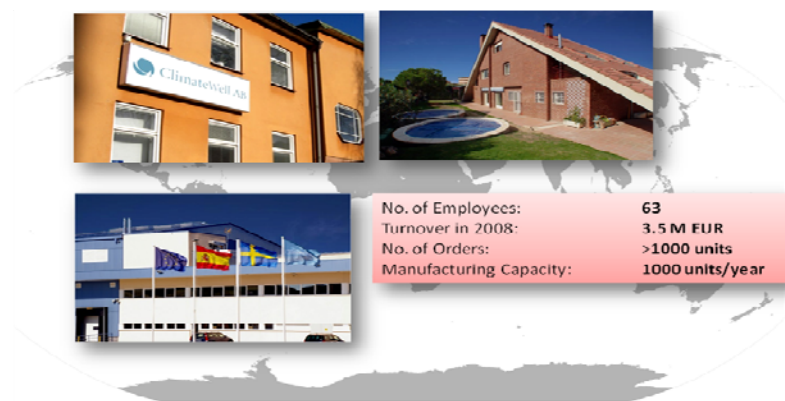 ClimateWell AB
No. of Employees: 63
Turnover in 2008: 3.5 M EUR
No. of Orders: >1000 units
Manufacturing Capacity: 1000 units/year